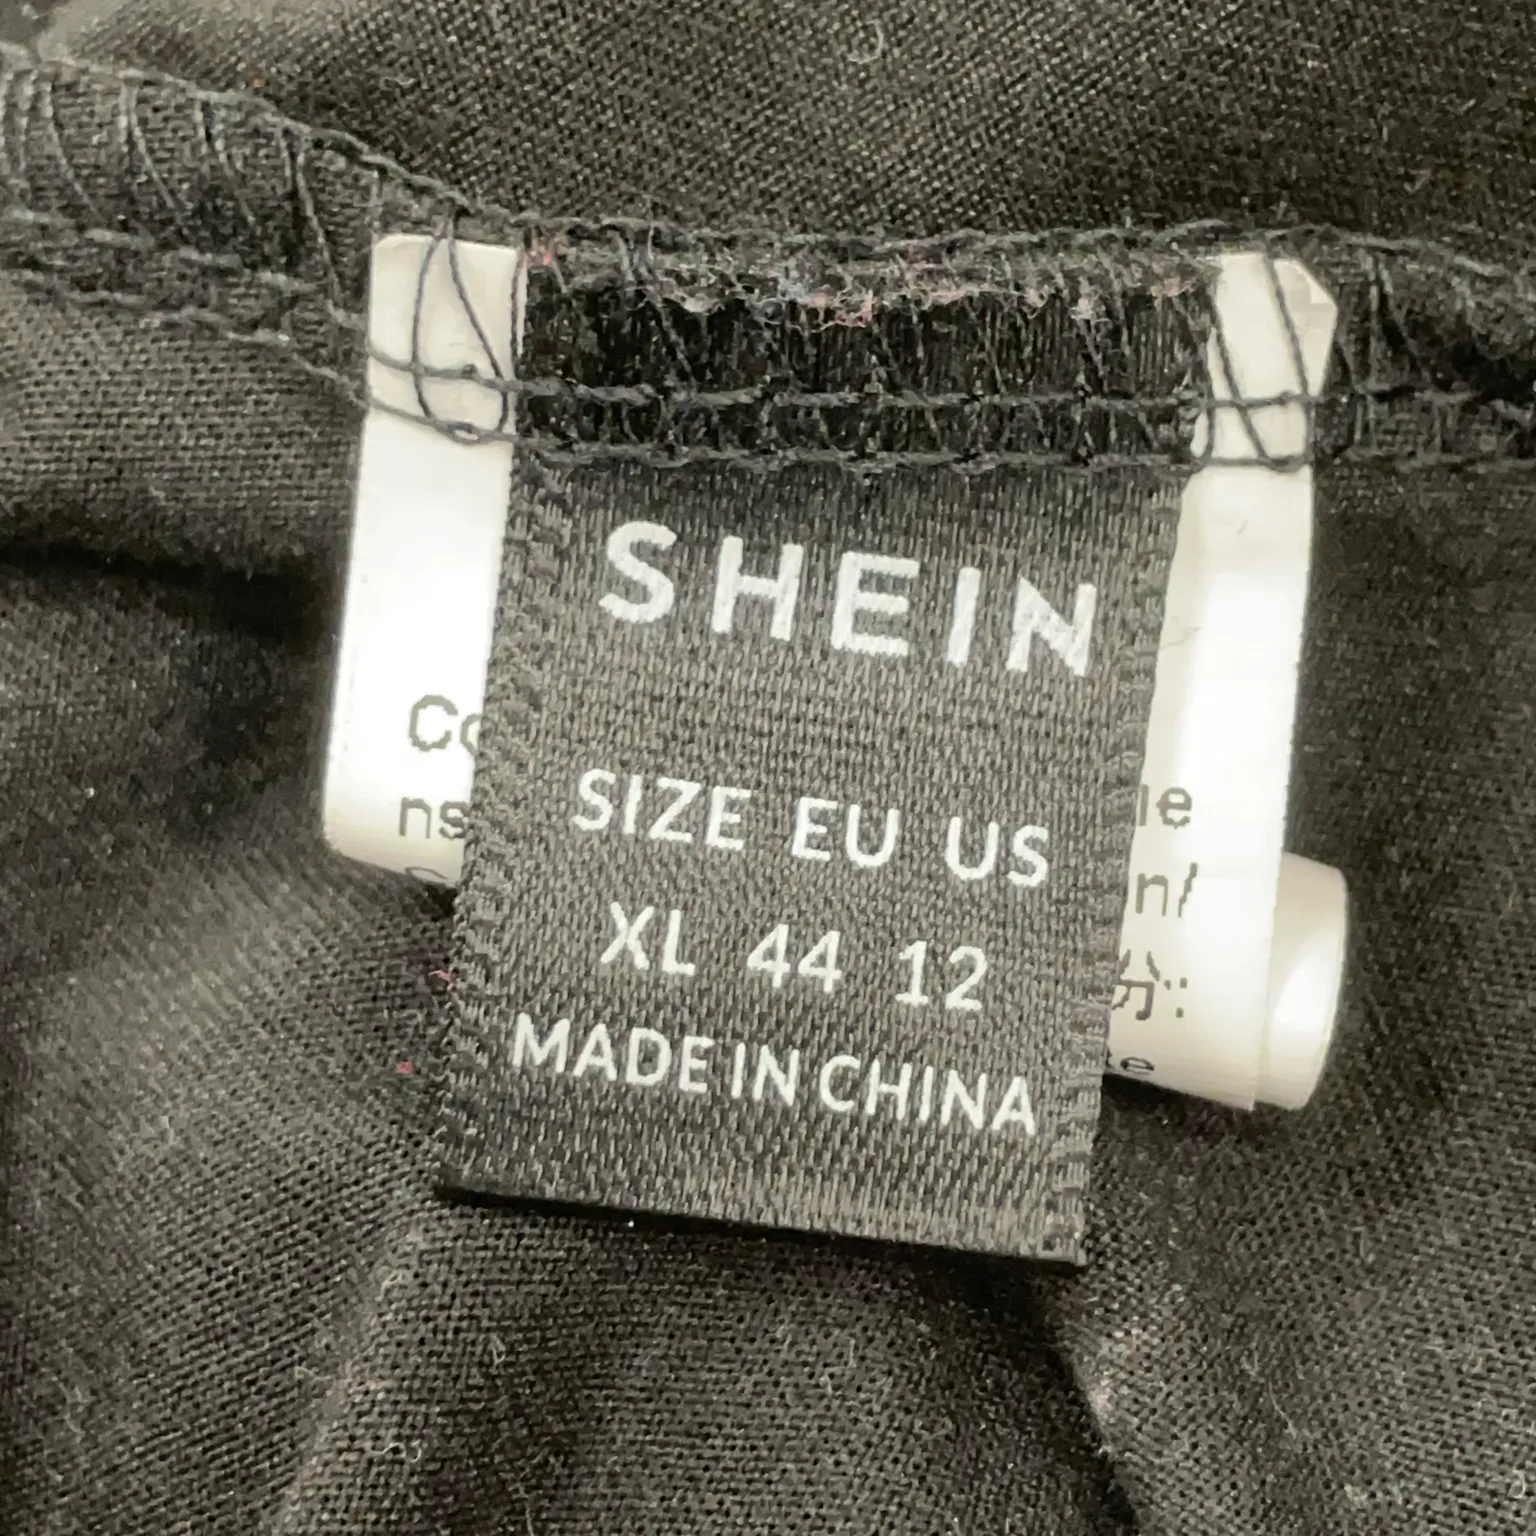 SHEIN
SIZE EU US
XL 44 12
MADE IN CHINA